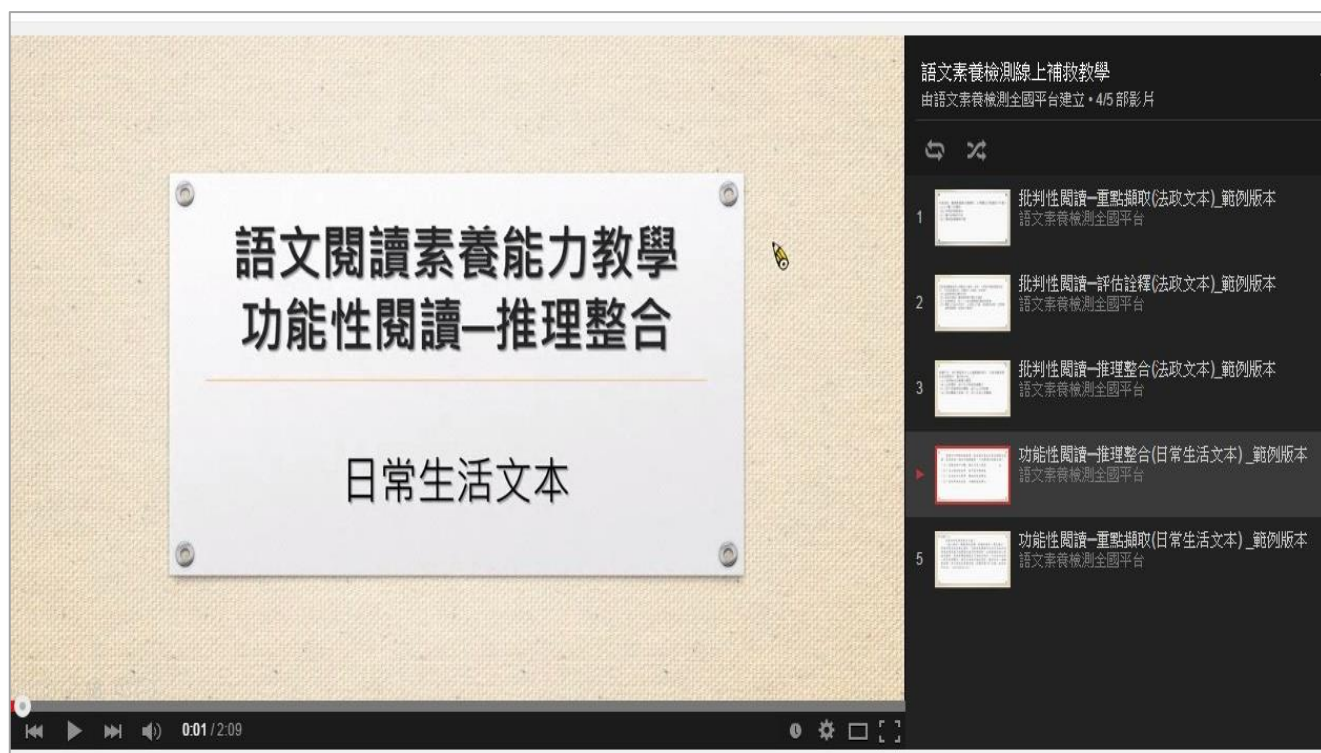 語文閱讀素養能力教學
功能性閱讀—推理整合
日常生活文本
0:01 / 2:09
語文素養檢測線上補救教學
由語文素養檢測全國平台建立 • 4/5 部影片
1
批判性閱讀—重點擷取(法政文本)_範例版本
語文素養檢測全國平台
2
批判性閱讀—評估詮釋(法政文本)_範例版本
語文素養檢測全國平台
3
批判性閱讀—推理整合(法政文本)_範例版本
語文素養檢測全國平台
功能性閱讀—推理整合(日常生活文本) _範例版本
語文素養檢測全國平台
5
功能性閱讀—重點擷取(日常生活文本) _範例版本
語文素養檢測全國平台